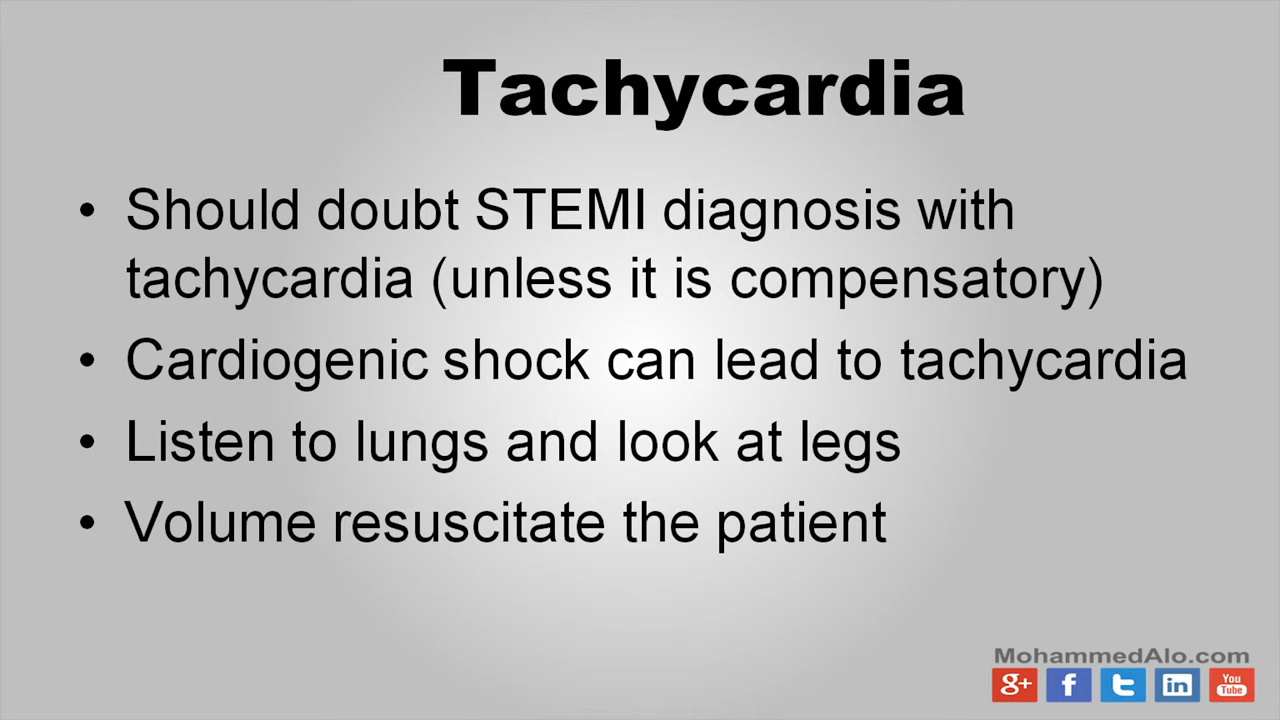 Tachycardia
• Should doubt STEMI diagnosis with
tachycardia (unless it is compensatory)
• Cardiogenic shock can lead to tachycardia
• Listen to lungs and look at legs
• Volume resuscitate the patient
MohammedAlo.com
g+ f t in You Tube